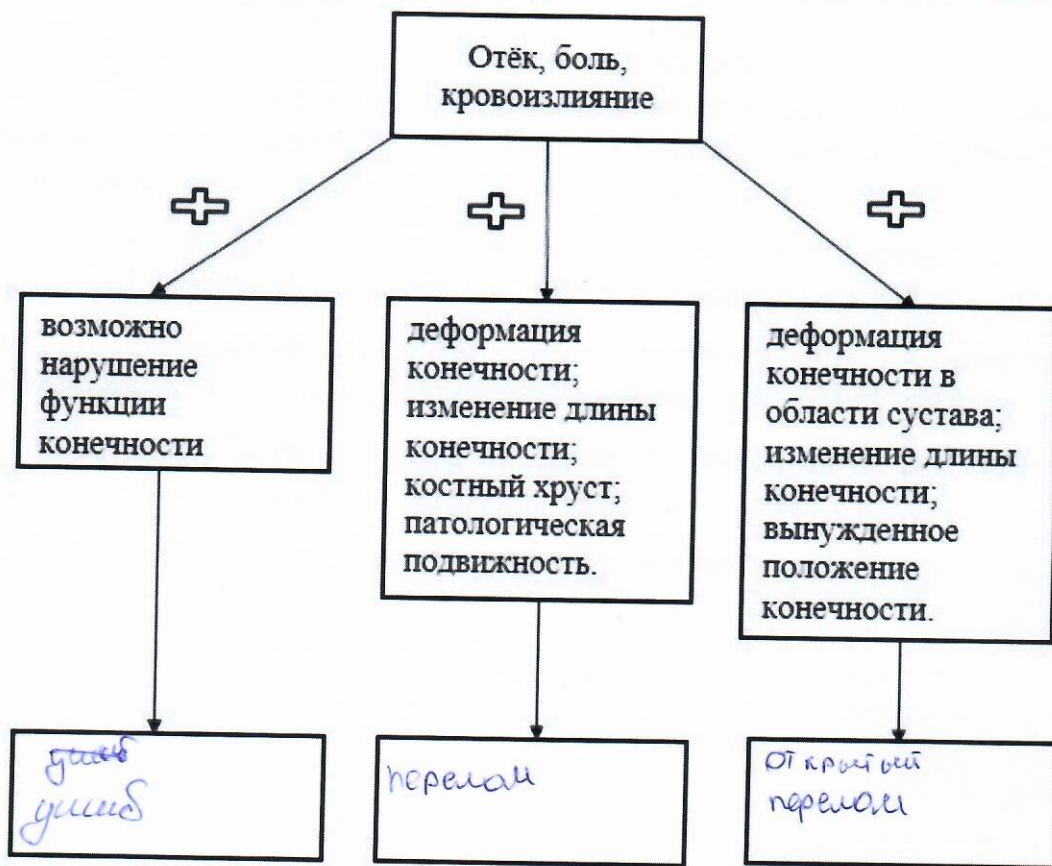 Отёк, боль,
кровоизлияние
возможно
нарушение
функции
конечности
деформация
конечности;
изменение длины
конечности;
костный хруст;
патологическая
подвижность.
деформация
конечности в
области сустава;
изменение длины
конечности;
вынужденное
положение
конечности.
ушиб
ушиб
перелом
открытый
перелом